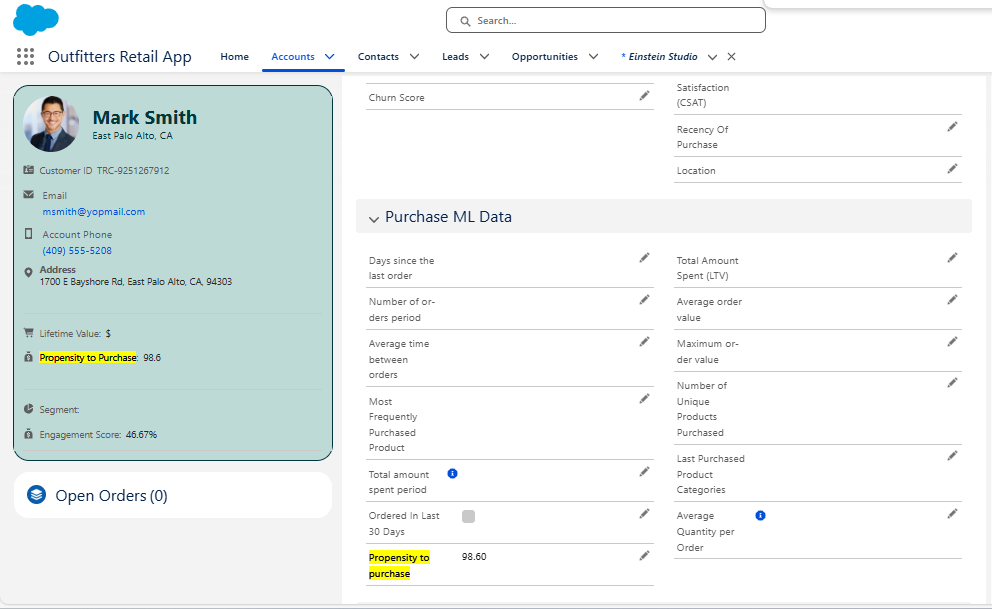 Search...
Outfitters Retail App
Home
Accounts
Contacts
Leads
Opportunities
* Einstein Studio
Mark Smith
East Palo Alto, CA
Customer ID TRC-9251267912
Email
msmith@yopmail.com
Account Phone
(409) 555-5208
Address
1700 E Bayshore Rd, East Palo Alto, CA, 94303
Lifetime Value: $
Propensity to Purchase: 98.6
Segment:
Engagement Score: 46.67%
Open Orders (0)
Churn Score
Satisfaction
(CSAT)
Recency Of
Purchase
Location
Purchase ML Data
Days since the
last order
Total Amount
Spent (LTV)
Number of or-
ders period
Average order
value
Average time
between
orders
Maximum or-
der value
Most
Frequently
Purchased
Product
Number of
Unique
Products
Purchased
Total amount
spent period
Last Purchased
Product
Categories
Ordered In Last
30 Days
Average
Quantity per
Order
Propensity to
purchase
98.60